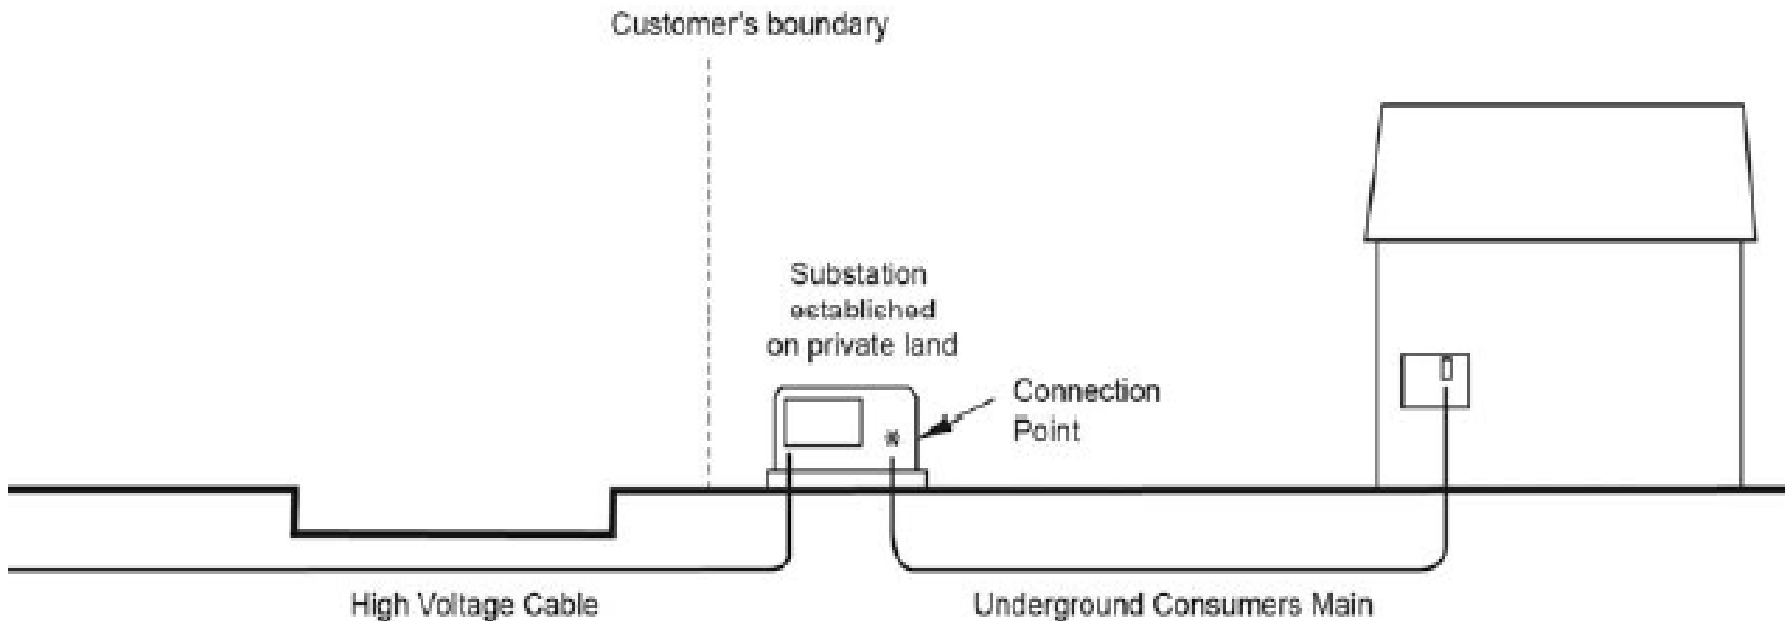 Customer's boundary
Substation
established
on private land
Connection
Point
High Voltage Cable
Underground Consumers Main